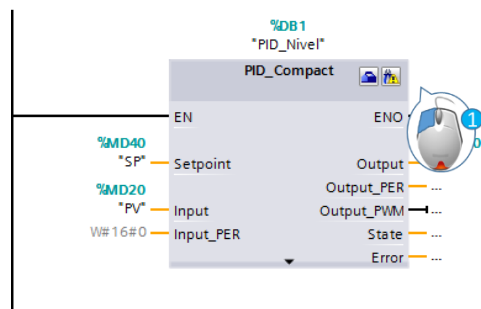 %DB1
"PID_Nivel"
PID_Compact
EN ENO
%MD40
"SP" Setpoint Output
Output_PER ...
%MD20
"PV" Input Output_PWM ...
W#16#0 Input_PER State ...
Error ...
1
0